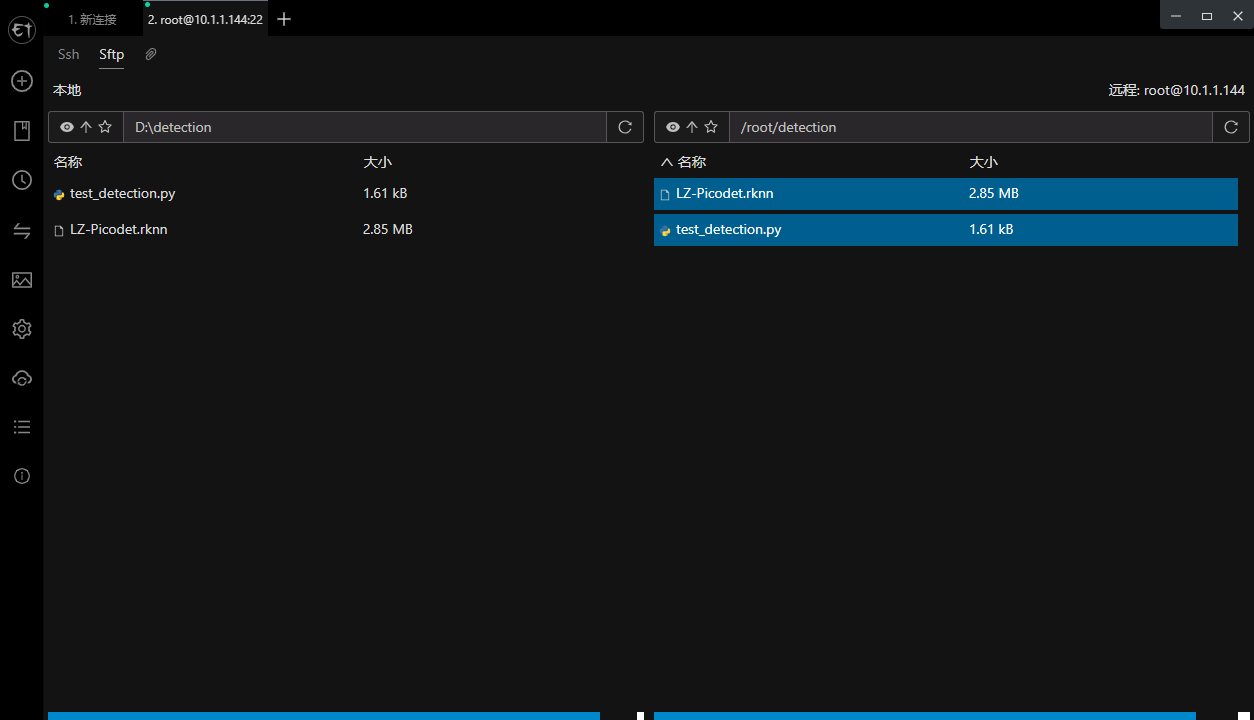 1. 新连接
2. root@10.1.1.144:22
Ssh
Sftp
本地
远程: root@10.1.1.144
D:\detection
/root/detection
名称
大小
名称
大小
test_detection.py
1.61 kB
LZ-Picodet.rknn
2.85 MB
LZ-Picodet.rknn
2.85 MB
test_detection.py
1.61 kB